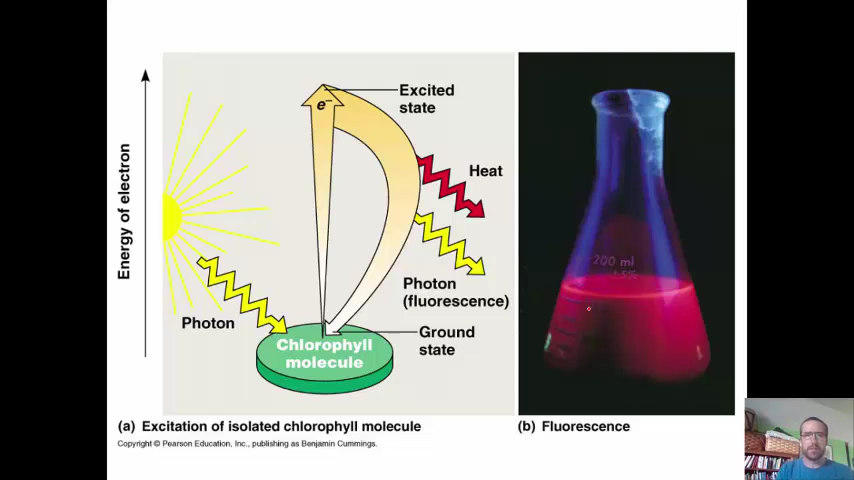 Energy of electron
e⁻
Excited
state
Heat
Photon
(fluorescence)
Photon
Ground
state
Chlorophyll
molecule
200 ml
(a) Excitation of isolated chlorophyll molecule
(b) Fluorescence
Copyright © Pearson Education, Inc., publishing as Benjamin Cummings.